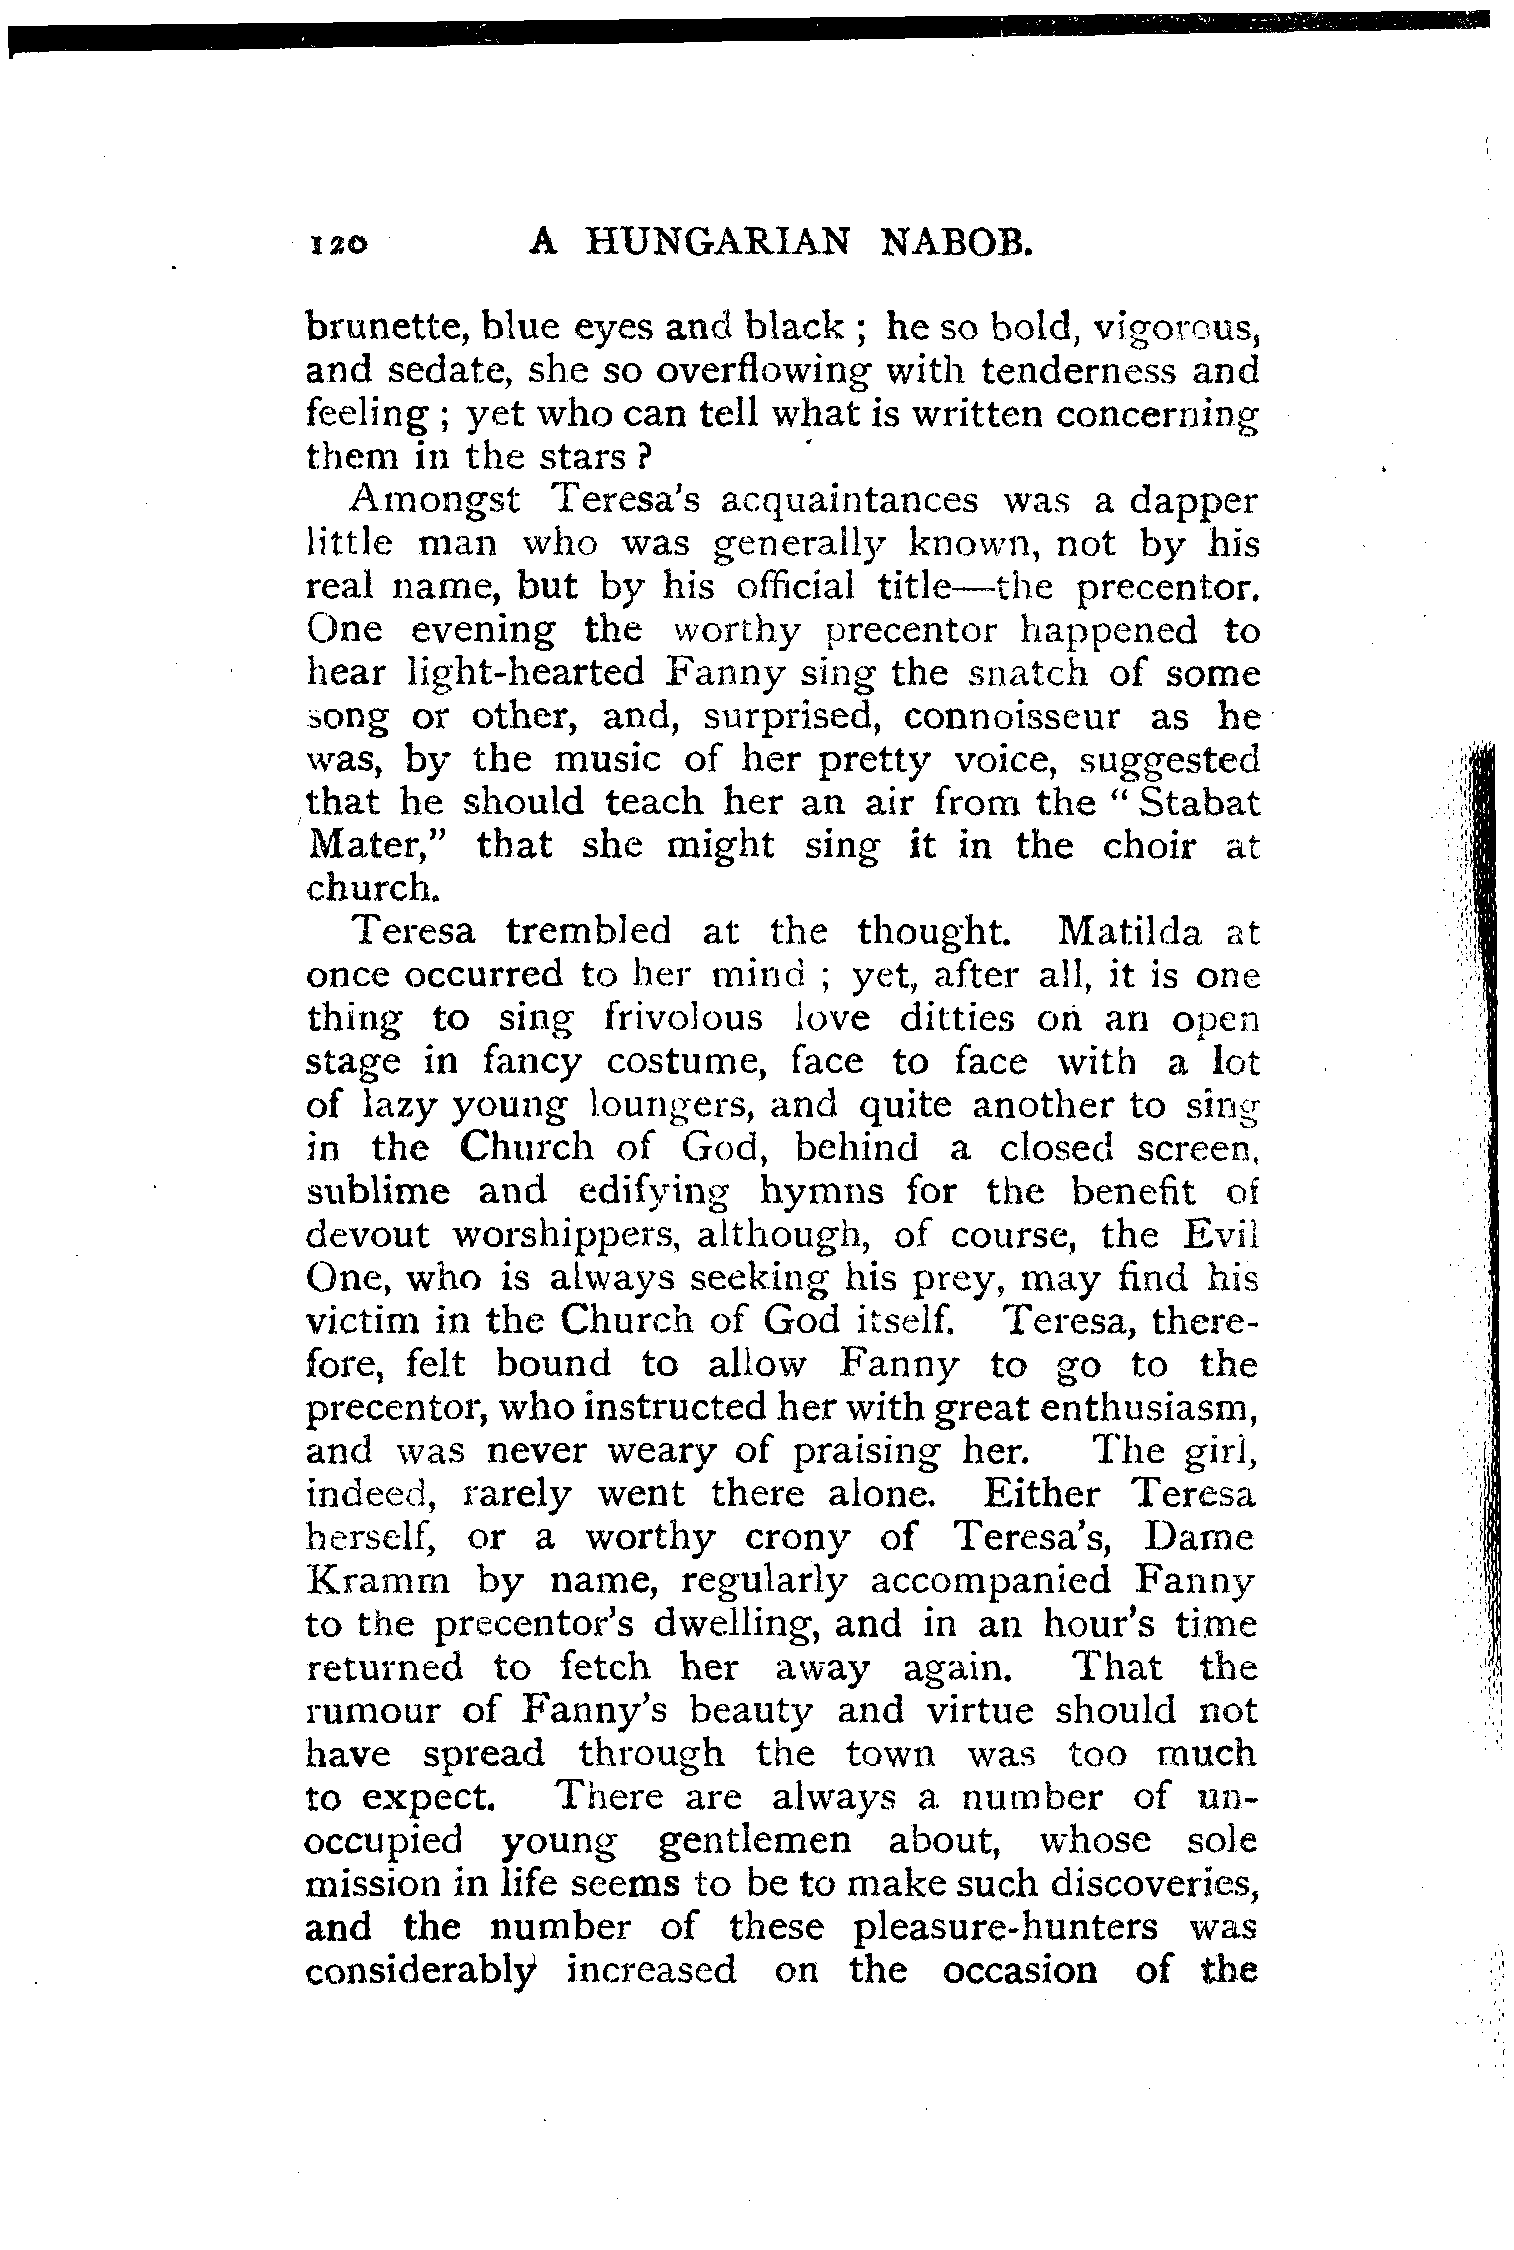 120 A HUNGARIAN NABOB.
brunette, blue eyes and black ; he so bold, vigorous,
and sedate, she so overflowing with tenderness and
feeling ; yet who can tell what is written concerning
them in the stars ?
Amongst Teresa's acquaintances was a dapper
little man who was generally known, not by his
real name, but by his official title—the precentor.
One evening the worthy precentor happened to
hear light-hearted Fanny sing the snatch of some
song or other, and, surprised, connoisseur as he
was, by the music of her pretty voice, suggested
that he should teach her an air from the “ Stabat
Mater,” that she might sing it in the choir at
church.
Teresa trembled at the thought. Matilda at
once occurred to her mind ; yet, after all, it is one
thing to sing frivolous love ditties on an open
stage in fancy costume, face to face with a lot
of lazy young loungers, and quite another to sing
in the Church of God, behind a closed screen,
sublime and edifying hymns for the benefit of
devout worshippers, although, of course, the Evil
One, who is always seeking his prey, may find his
victim in the Church of God itself. Teresa, there-
fore, felt bound to allow Fanny to go to the
precentor, who instructed her with great enthusiasm,
and was never weary of praising her. The girl,
indeed, rarely went there alone. Either Teresa
herself, or a worthy crony of Teresa's, Dame
Kramm by name, regularly accompanied Fanny
to the precentor's dwelling, and in an hour's time
returned to fetch her away again. That the
rumour of Fanny's beauty and virtue should not
have spread through the town was too much
to expect. There are always a number of un-
occupied young gentlemen about, whose sole
mission in life seems to be to make such discoveries,
and the number of these pleasure-hunters was
considerably increased on the occasion of the